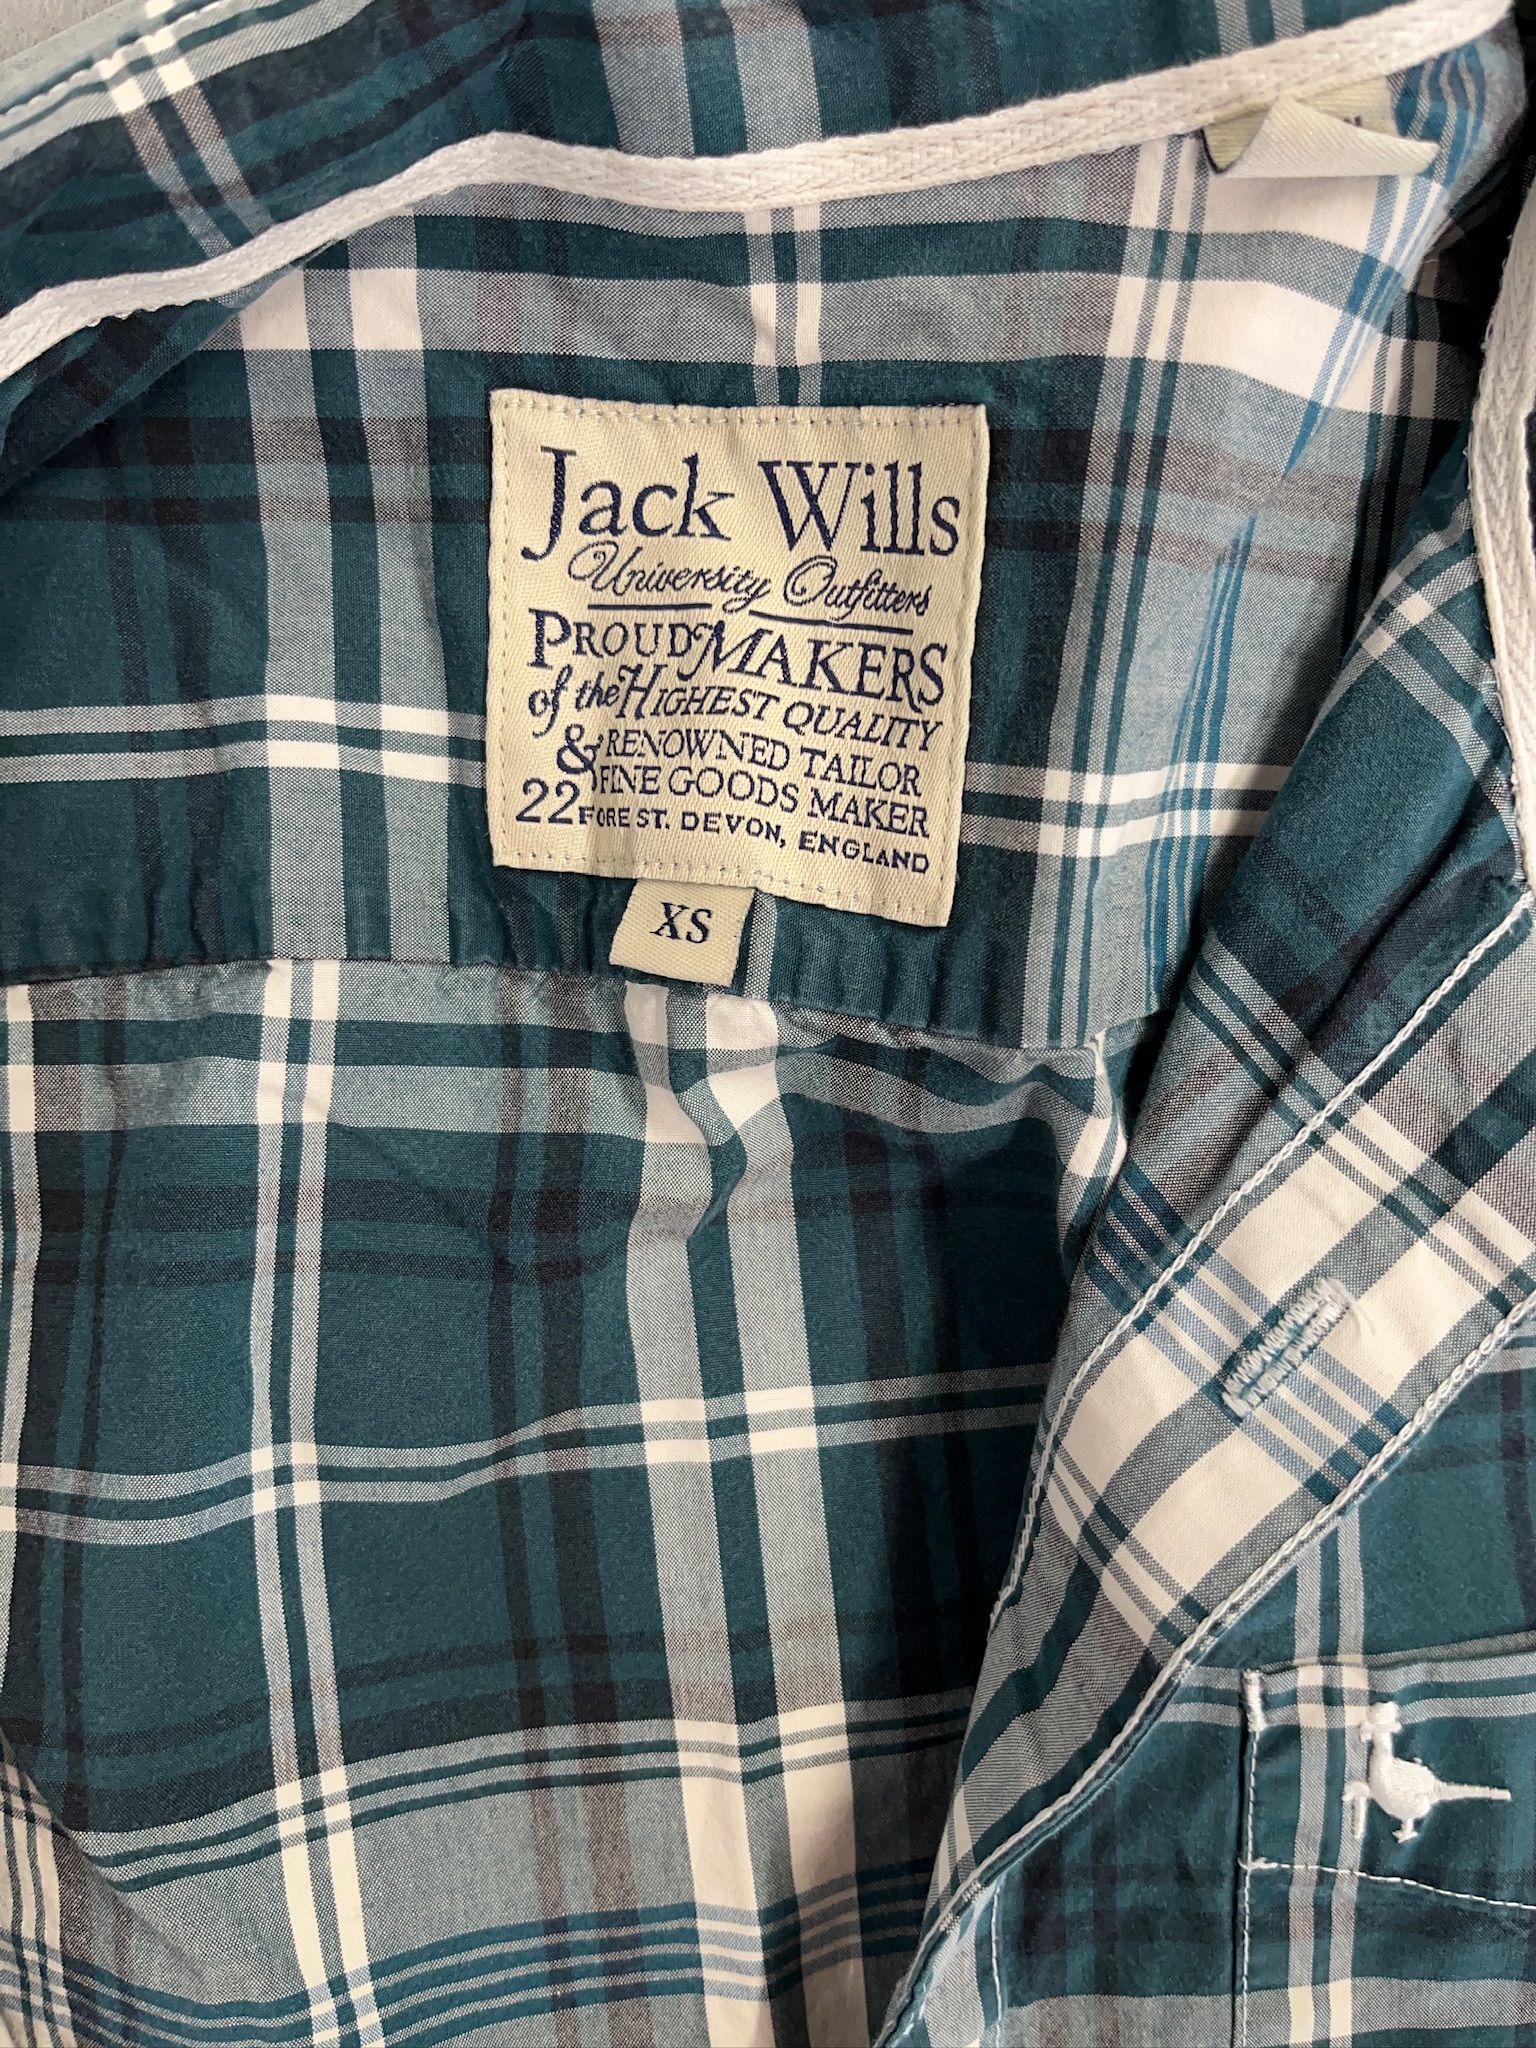 Jack Wills
University Outfitters
PROUD MAKERS
of the HIGHEST QUALITY
& RENOWNED TAILOR
FINE GOODS MAKER
22 FORE ST. DEVON, ENGLAND
XS